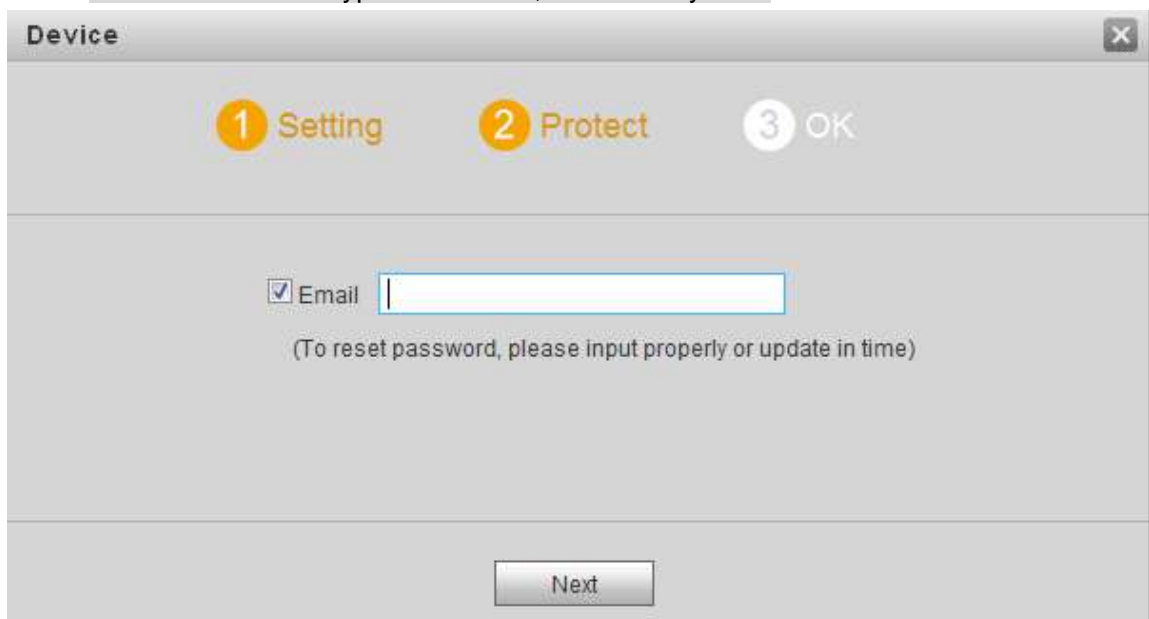 Device
1 Setting 2 Protect 3 OK
Email
(To reset password, please input properly or update in time)
Next